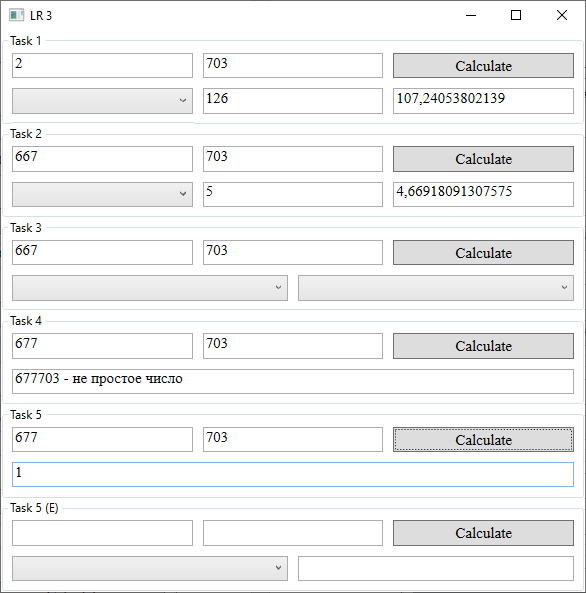 LR 3
Task 1
2 703 Calculate
126 107,24053802139
Task 2
667 703 Calculate
5 4,66918091307575
Task 3
667 703 Calculate
Task 4
677 703 Calculate
677703 - не простое число
Task 5
677 703 Calculate
1
Task 5 (E)
Calculate